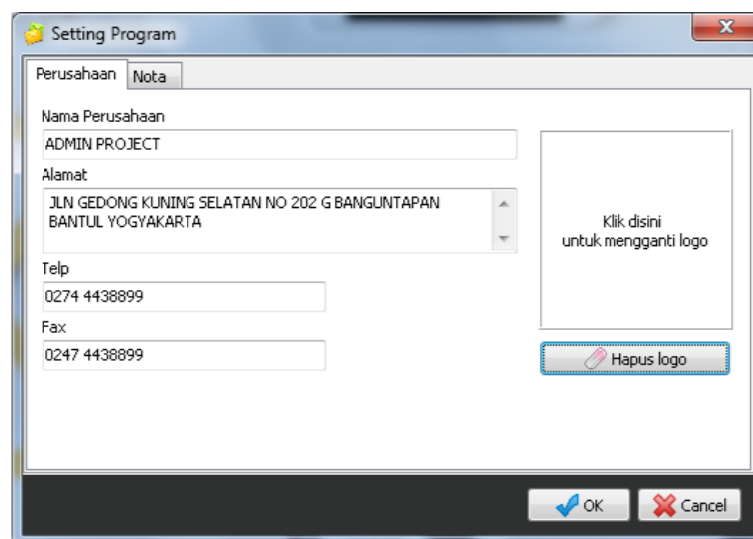 Setting Program
Perusahaan
Nota
Nama Perusahaan
ADMIN PROJECT
Alamat
JLN GEDONG KUNING SELATAN NO 202 G BANGUNTAPAN
BANTUL YOGYAKARTA
Telp
0274 4438899
Fax
0247 4438899
Klik disini
untuk mengganti logo
Hapus logo
OK
Cancel